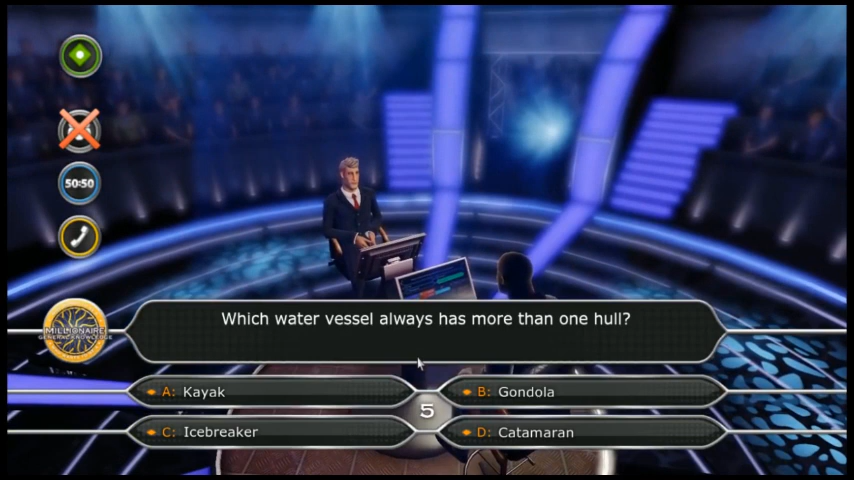 50:50
MILLIONAIRE
GENERAL KNOWLEDGE
Which water vessel always has more than one hull?
A: Kayak
B: Gondola
5
C: Icebreaker
D: Catamaran